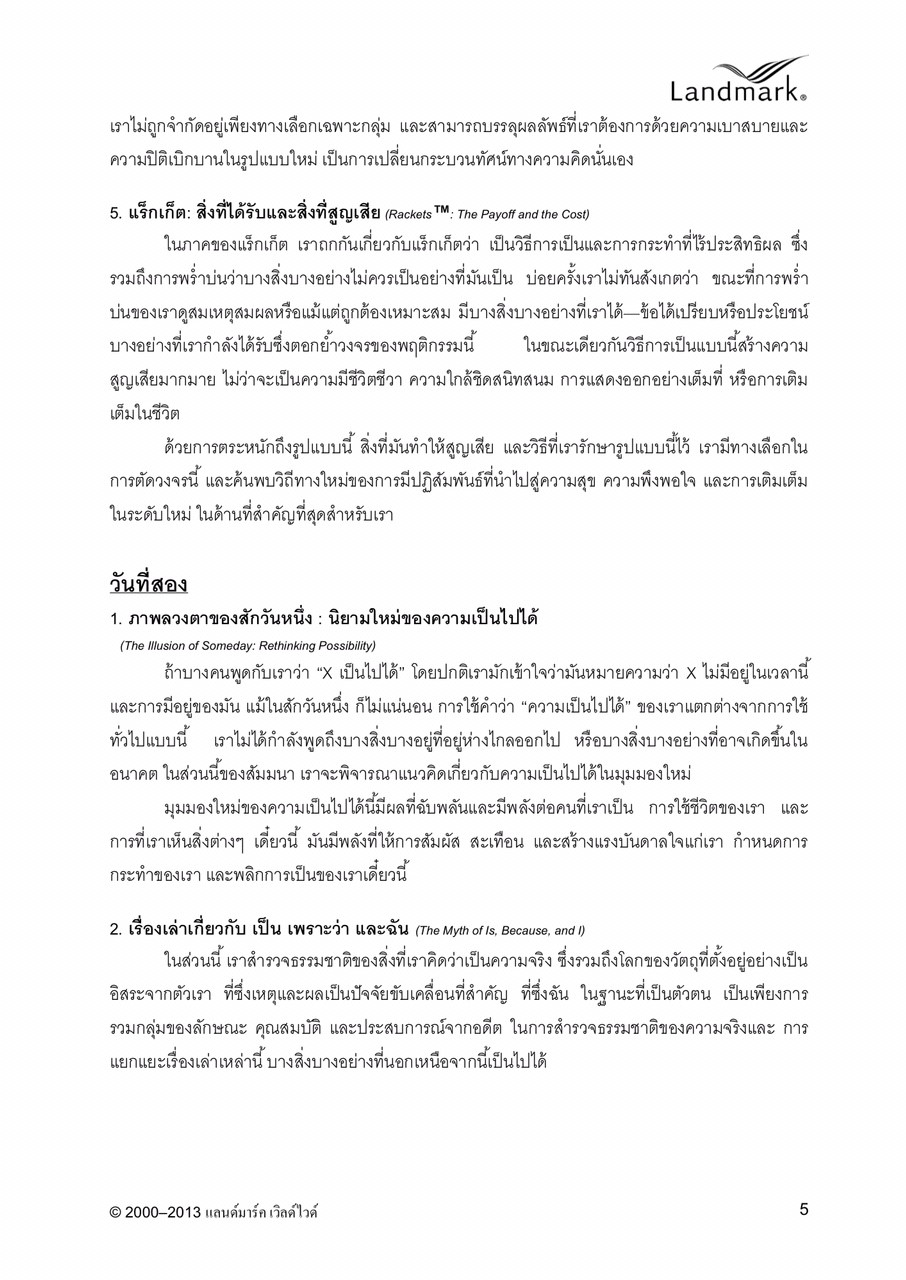 Landmark®
เราไม่ถูกจำกัดอยู่เพียงทางเลือกเฉพาะกลุ่ม และสามารถบรรลุผลลัพธ์ที่เราต้องการด้วยความเบาสบายและ
ความปิติเบิกบานในรูปแบบใหม่ เป็นการเปลี่ยนกระบวนทัศน์ทางความคิดนั่นเอง
5. แร็กเก็ต: สิ่งที่ได้รับและสิ่งที่สูญเสีย (Rackets™: The Payoff and the Cost)
ในภาคของแร็กเก็ต เราถกกันเกี่ยวกับแร็กเก็ตว่า เป็นวิธีการเป็นและการกระทำที่ไร้ประสิทธิผล ซึ่ง
รวมถึงการพร่ำบ่นว่าบางสิ่งบางอย่างไม่ควรเป็นอย่างที่มันเป็น บ่อยครั้งเราไม่ทันสังเกตว่า ขณะที่การพร่ำ
บ่นของเราดูสมเหตุสมผลหรือแม้แต่ถูกต้องเหมาะสม มีบางสิ่งบางอย่างที่เราได้—ข้อได้เปรียบหรือประโยชน์
บางอย่างที่เรากำลังได้รับซึ่งตอกย้ำวงจรของพฤติกรรมนี้ ในขณะเดียวกันวิธีการเป็นแบบนี้สร้างความ
สูญเสียมากมาย ไม่ว่าจะเป็นความมีชีวิตชีวา ความใกล้ชิดสนิทสนม การแสดงออกอย่างเต็มที่ หรือการเติม
เต็มในชีวิต
ด้วยการตระหนักถึงรูปแบบนี้ สิ่งที่มันทำให้สูญเสีย และวิธีที่เรารักษารูปแบบนี้ไว้ เรามีทางเลือกใน
การตัดวงจรนี้ และค้นพบวิถีทางใหม่ของการมีปฏิสัมพันธ์ที่นำไปสู่ความสุข ความพึงพอใจ และการเติมเต็ม
ในระดับใหม่ ในด้านที่สำคัญที่สุดสำหรับเรา
วันที่สอง
1. ภาพลวงตาของสักวันหนึ่ง : นิยามใหม่ของความเป็นไปได้
(The Illusion of Someday: Rethinking Possibility)
ถ้าบางคนพูดกับเราว่า “X เป็นไปได้” โดยปกติเรามักเข้าใจว่ามันหมายความว่า X ไม่มีอยู่ในเวลานี้
และการมีอยู่ของมัน แม้ในสักวันหนึ่ง ก็ไม่แน่นอน การใช้คำว่า “ความเป็นไปได้” ของเราแตกต่างจากการใช้
ทั่วไปแบบนี้ เราไม่ได้กำลังพูดถึงบางสิ่งบางอยู่ที่อยู่ห่างไกลออกไป หรือบางสิ่งบางอย่างที่อาจเกิดขึ้นใน
อนาคต ในส่วนนี้ของสัมมนา เราจะพิจารณาแนวคิดเกี่ยวกับความเป็นไปได้ในมุมมองใหม่
มุมมองใหม่ของความเป็นไปได้นี้มีผลที่ฉับพลันและมีพลังต่อคนที่เราเป็น การใช้ชีวิตของเรา และ
การที่เราเห็นสิ่งต่างๆ เดี๋ยวนี้ มันมีพลังที่ให้การสัมผัส สะเทือน และสร้างแรงบันดาลใจแก่เรา กำหนดการ
กระทำของเรา และพลิกการเป็นของเราเดี๋ยวนี้
2. เรื่องเล่าเกี่ยวกับ เป็น เพราะว่า และฉัน (The Myth of Is, Because, and I)
ในส่วนนี้ เราสำรวจธรรมชาติของสิ่งที่เราคิดว่าเป็นความจริง ซึ่งรวมถึงโลกของวัตถุที่ตั้งอยู่อย่างเป็น
อิสระจากตัวเรา ที่ซึ่งเหตุและผลเป็นปัจจัยขับเคลื่อนที่สำคัญ ที่ซึ่งฉัน ในฐานะที่เป็นตัวตน เป็นเพียงการ
รวมกลุ่มของลักษณะ คุณสมบัติ และประสบการณ์จากอดีต ในการสำรวจธรรมชาติของความจริงและ การ
แยกแยะเรื่องเล่าเหล่านี้ บางสิ่งบางอย่างที่นอกเหนือจากนี้เป็นไปได้
© 2000–2013 แลนด์มาร์ค เวิลด์ไวด์
5